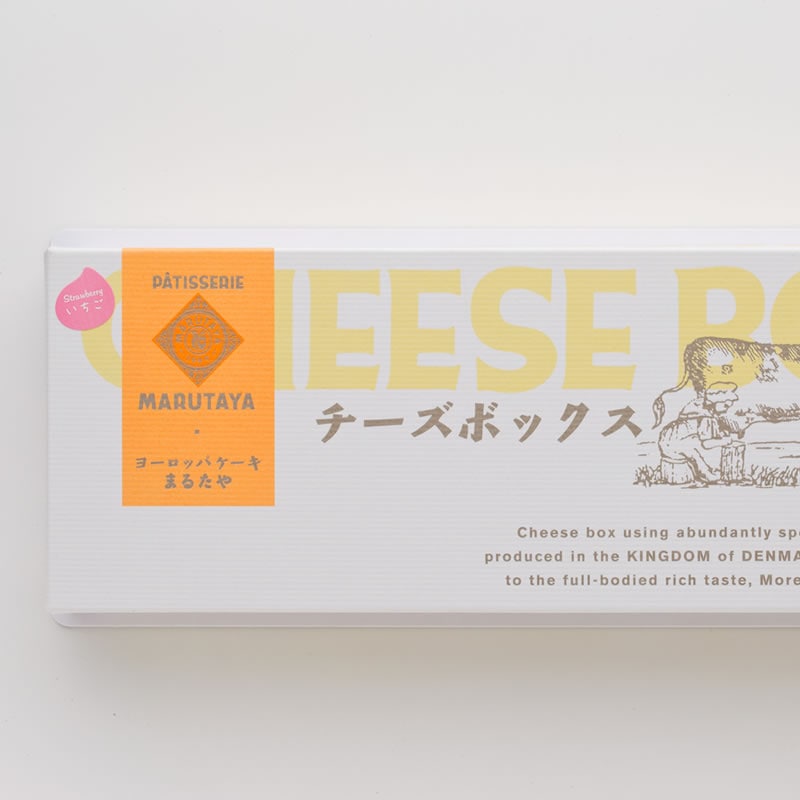 Strawberry
いちご
PÂTISSERIE
MARUTAYA
ヨーロッパケーキ
まるたや
CHEESE BO
チーズボックス
Cheese box using abundantly spe
produced in the KINGDOM of DENMA
to the full-bodied rich taste, More